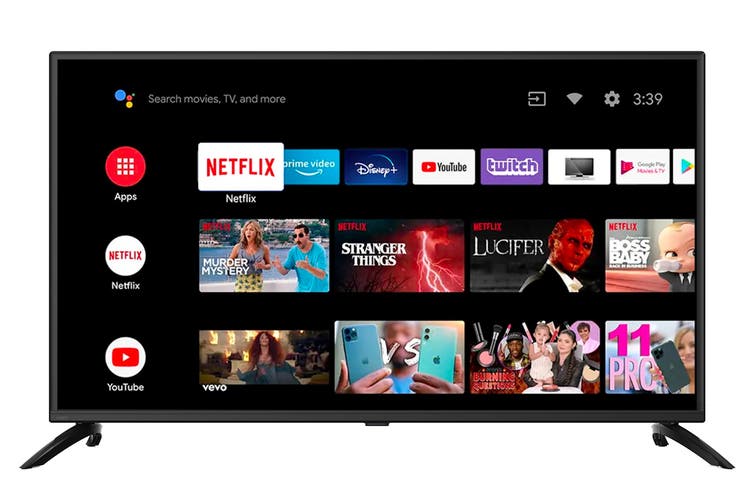 Search movies, TV, and more
3:39
Apps
NETFLIX
prime video
Disney+
YouTube
twitch
Google Play
Movies & TV
Netflix
NETFLIX
Netflix
NETFLIX
MURDER
MYSTERY
NETFLIX
STRANGER
THINGS
NETFLIX
LUCIFER
NETFLIX
BOSS
BABY
BACK IN BUSINESS
YouTube
vevo
VS
BURNING
QUESTIONS
11
PRO